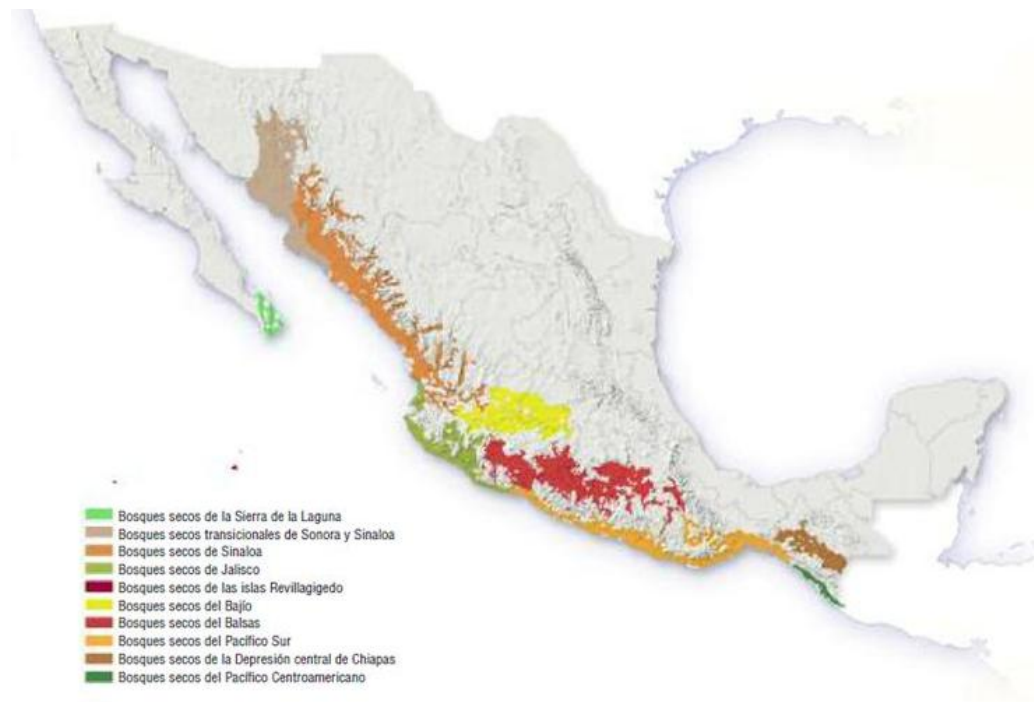 Bosques secos de la Sierra de la Laguna
Bosques secos transicionales de Sonora y Sinaloa
Bosques secos de Sinaloa
Bosques secos de Jalisco
Bosques secos de las islas Revillagigedo
Bosques secos del Bajío
Bosques secos del Balsas
Bosques secos del Pacífico Sur
Bosques secos de la Depresión central de Chiapas
Bosques secos del Pacífico Centroamericano